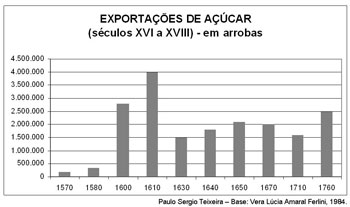 EXPORTAÇÕES DE AÇÚCAR
(séculos XVI a XVIII) - em arrobas
4.500.000
4.000.000
3.500.000
3.000.000
2.500.000
2.000.000
1.500.000
1.000.000
500.000
0
1570 1580 1600 1610 1630 1640 1650 1670 1710 1760
Paulo Sergio Teixeira – Base: Vera Lúcia Amaral Ferlini, 1984.